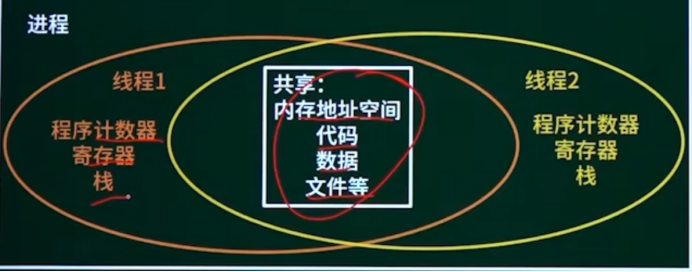 进程
线程1
程序计数器
寄存器
栈
共享：
内存地址空间
代码
数据
文件等
线程2
程序计数器
寄存器
栈